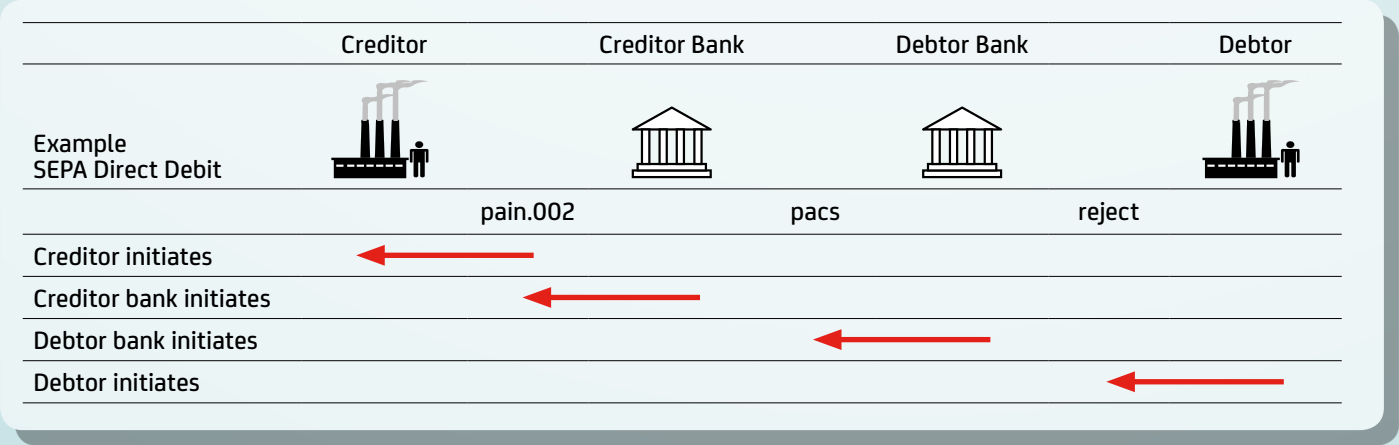 Creditor Creditor Bank Debtor Bank Debtor
Example
SEPA Direct Debit
pain.002 pacs reject
Creditor initiates
Creditor bank initiates
Debtor bank initiates
Debtor initiates